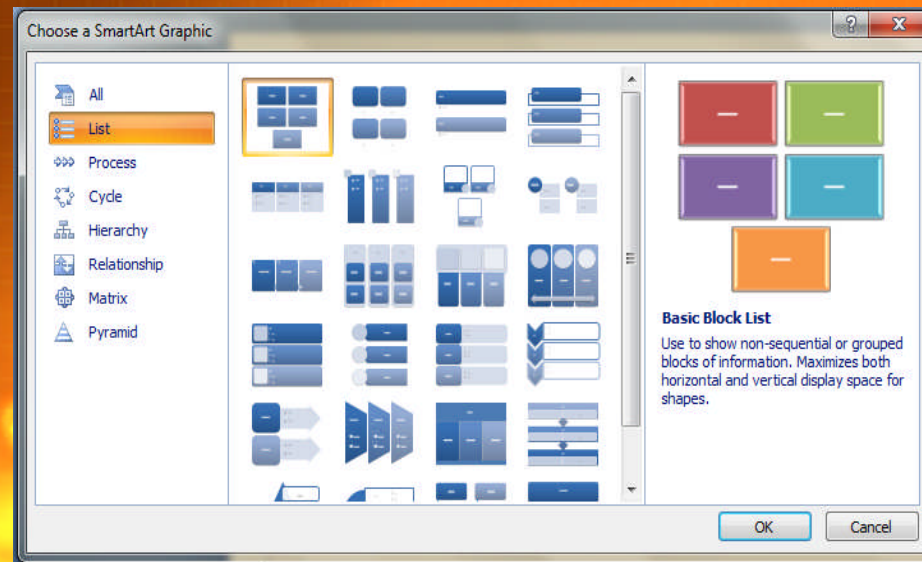 Choose a SmartArt Graphic
All
List
Process
Cycle
Hierarchy
Relationship
Matrix
Pyramid
Basic Block List
Use to show non-sequential or grouped
blocks of information. Maximizes both
horizontal and vertical display space for
shapes.
OK
Cancel